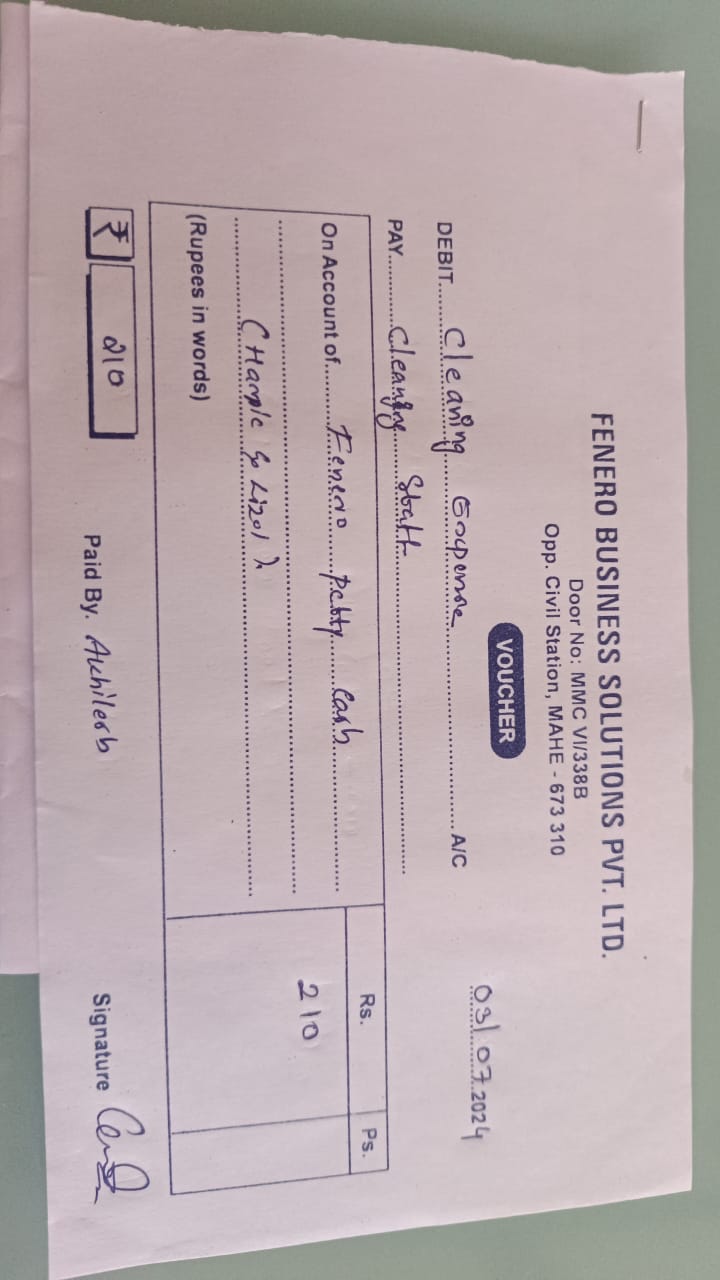 FENERO BUSINESS SOLUTIONS PVT. LTD.
Door No: MMC VI/338B
Opp. Civil Station, MAHE - 673 310
VOUCHER
03/07.2024
DEBIT Cleaning Expense A/C
PAY Cleaning Staff
Rs. Ps.
On Account of Fenero petty Cash
210
(Harpic & Lizol)
(Rupees in words)
₹ 210
Paid By. Akhilesh
Signature